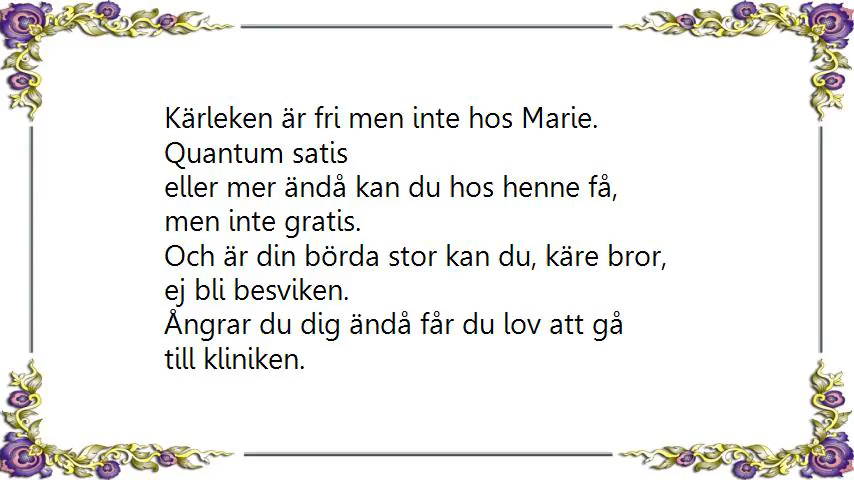 Kärleken är fri men inte hos Marie.
Quantum satis
eller mer ändå kan du hos henne få,
men inte gratis.
Och är din börda stor kan du, käre bror,
ej bli besviken.
Ångrar du dig ändå får du lov att gå
till kliniken.